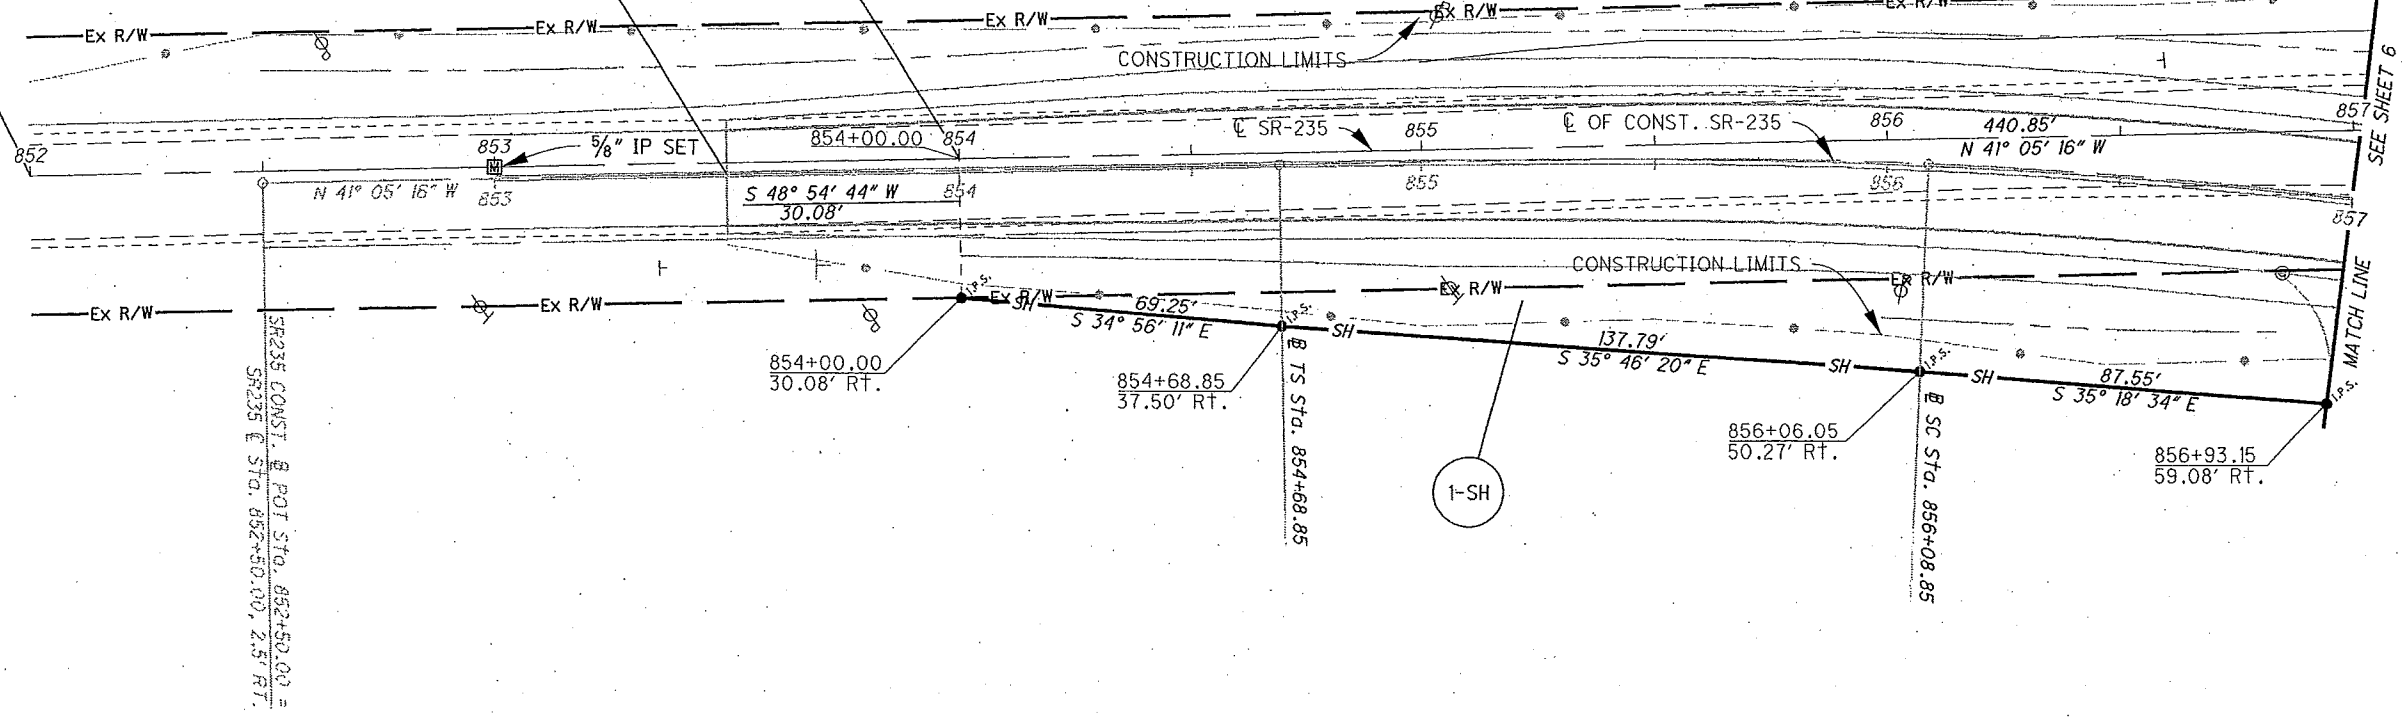 Ex R/W
Ex R/W
Ex R/W
Ex R/W
Ex R/W
CONSTRUCTION LIMITS
SEE SHEET 6
852
853
5/8" IP SET
854+00.00
854
℄ SR-235
855
℄ OF CONST. SR-235
856
440.85'
857
N 41° 05' 16" W
N 41° 05' 16" W
853
S 48° 54' 44" W
30.08'
854
855
856
857
CONSTRUCTION LIMITS
Ex R/W
Ex R/W
Ex R/W
Ex R/W
Ex R/W
I.P.S.
SH
69.25'
S 34° 56' 11" E
I.P.S.
SH
137.79'
S 35° 46' 20" E
SH
I.P.S.
SH
87.55'
S 35° 18' 34" E
I.P.S.
MATCH LINE
854+00.00
30.08' RT.
854+68.85
37.50' RT.
856+06.05
50.27' RT.
856+93.15
59.08' RT.
1-SH
SR235 CONST. ⅊ POT Sta. 852+50.00 =
SR235 ℄ Sta. 852+50.00, 2.5' RT.
⅊ TS Sta. 854+68.85
⅊ SC Sta. 856+08.85